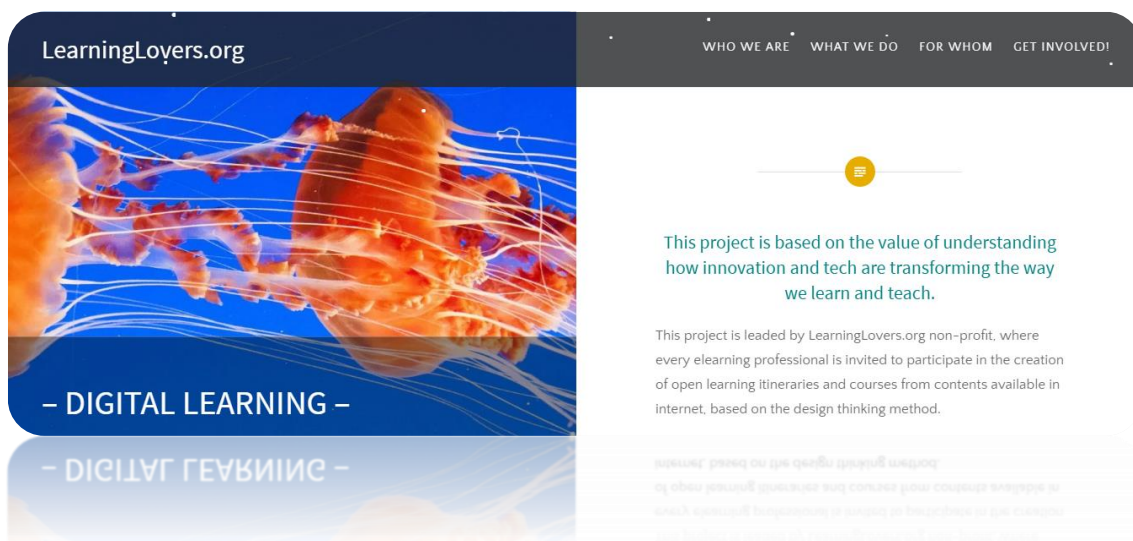 LearningLovers.org
WHO WE ARE WHAT WE DO FOR WHOM GET INVOLVED!
– DIGITAL LEARNING –
This project is based on the value of understanding
how innovation and tech are transforming the way
we learn and teach.
This project is leaded by LearningLovers.org non-profit, where
every elearning professional is invited to participate in the creation
of open learning itineraries and courses from contents available in
internet, based on the design thinking method.